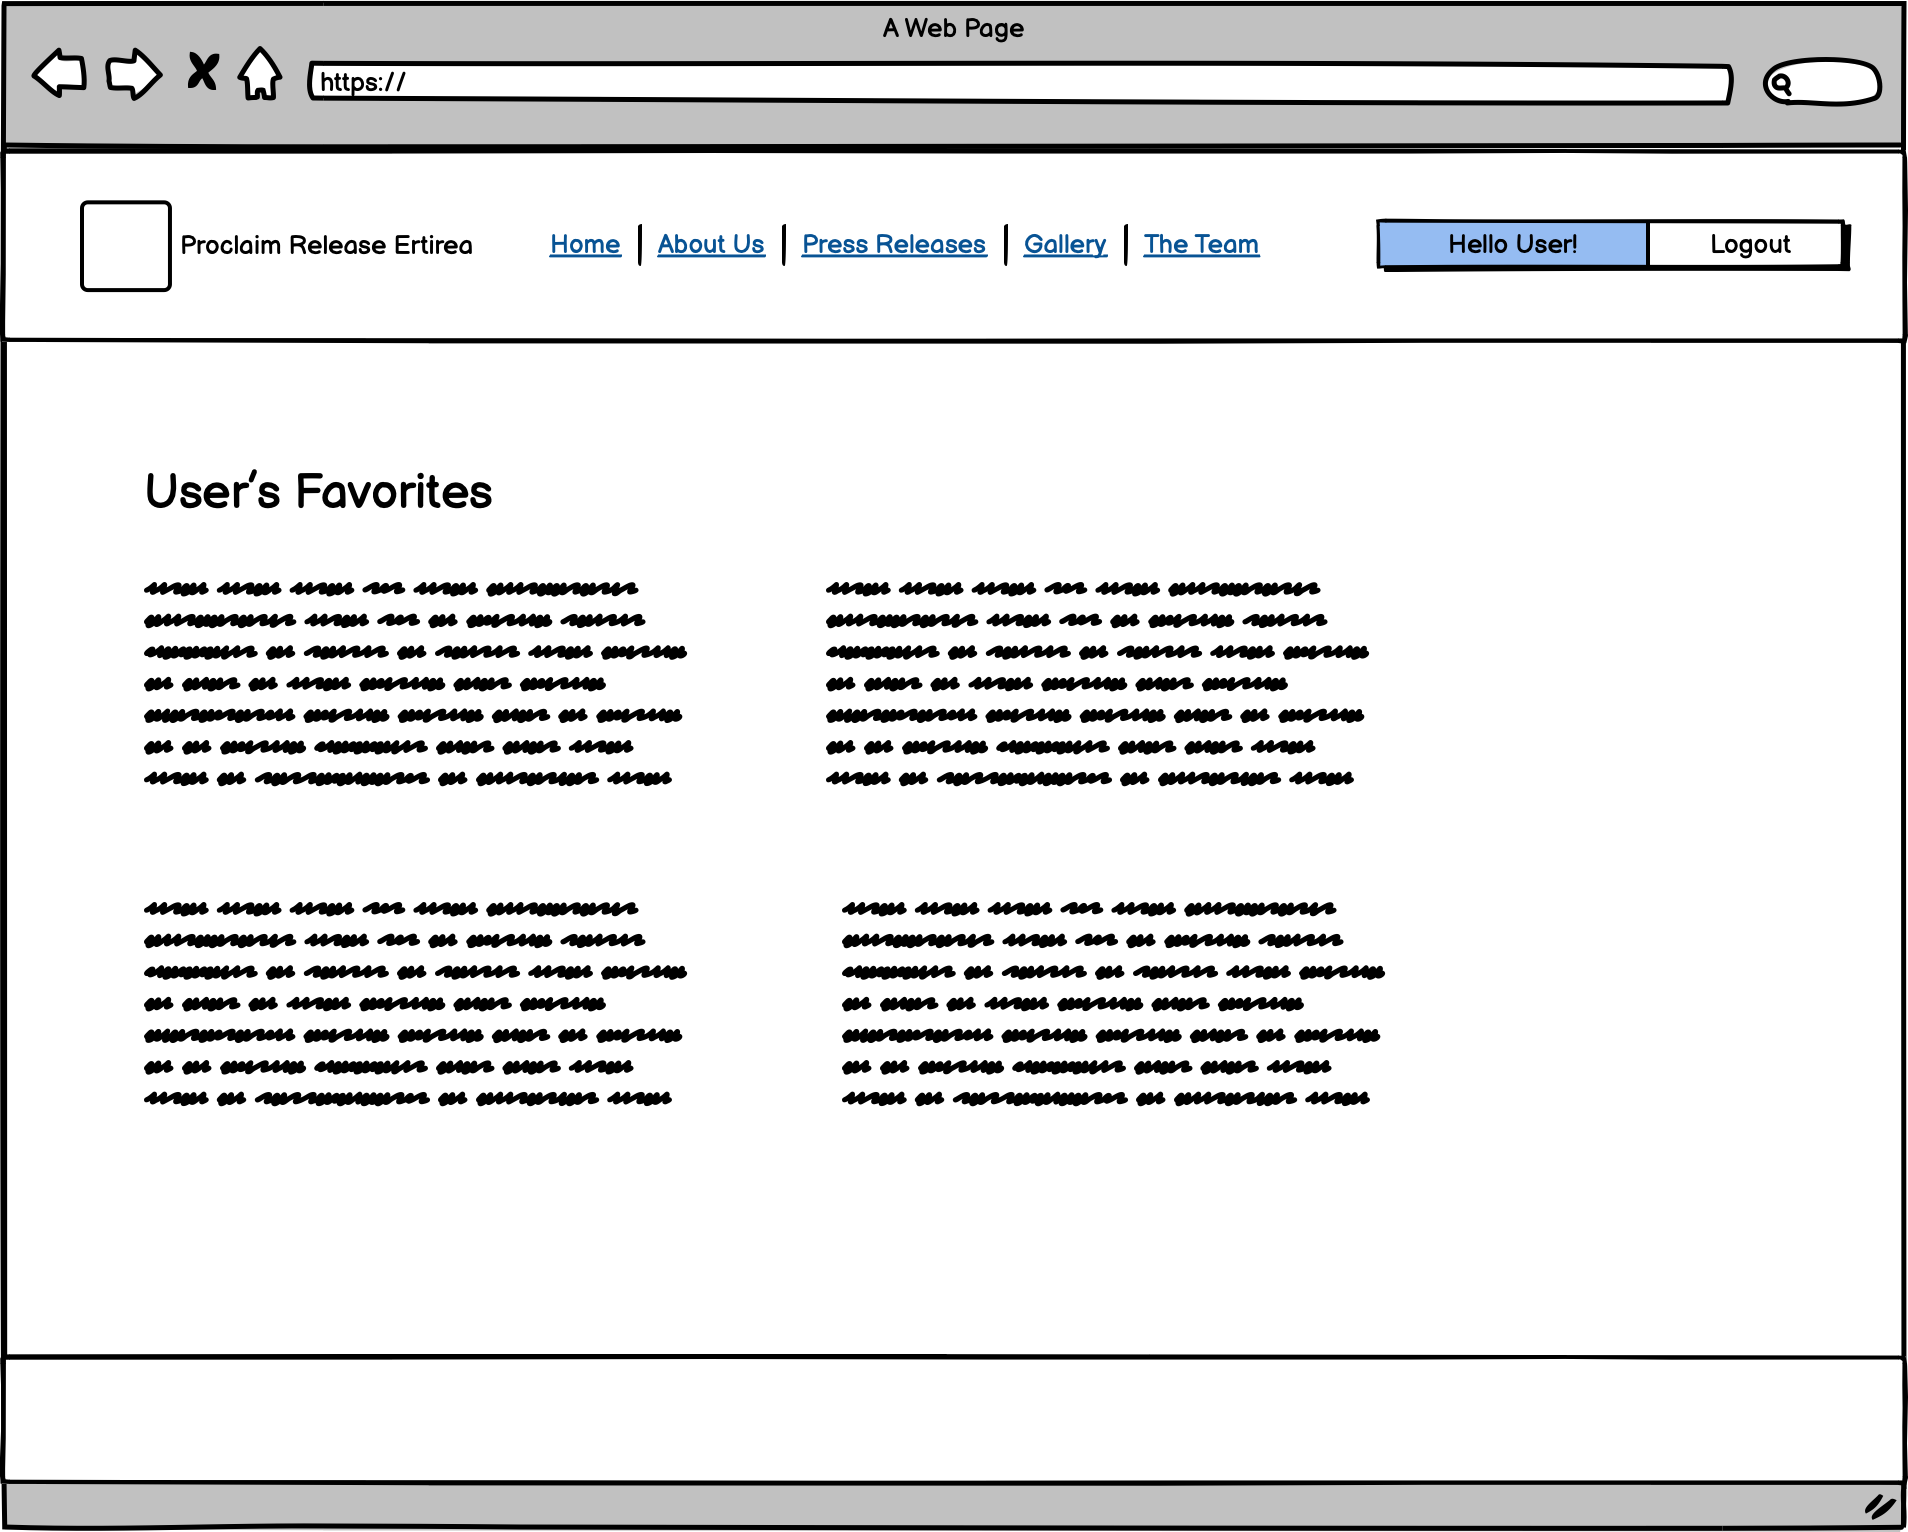 A Web Page
https://
Proclaim Release Ertirea
Home About Us Press Releases Gallery The Team
Hello User! Logout
User's Favorites